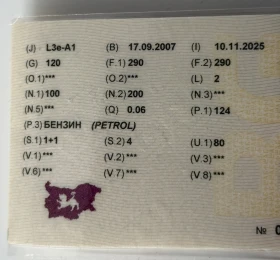 (J) L3e-A1 (B) 17.09.2007 (I) 10.11.2025
(G) 120 (F.1) 290 (F.2) 290
(O.1)*** (O.2)*** (L) 2
(N.1)100 (N.2)200 (N.3)***
(N.5)*** (Q) 0.06 (P.1) 124
(P.3)БЕНЗИН (PETROL)
(S.1) 1+1 (S.2) 4 (U.1)80
(V.1)*** (V.2)*** (V.3)***
(V.6)*** (V.7)*** (V 8)***
№ 0